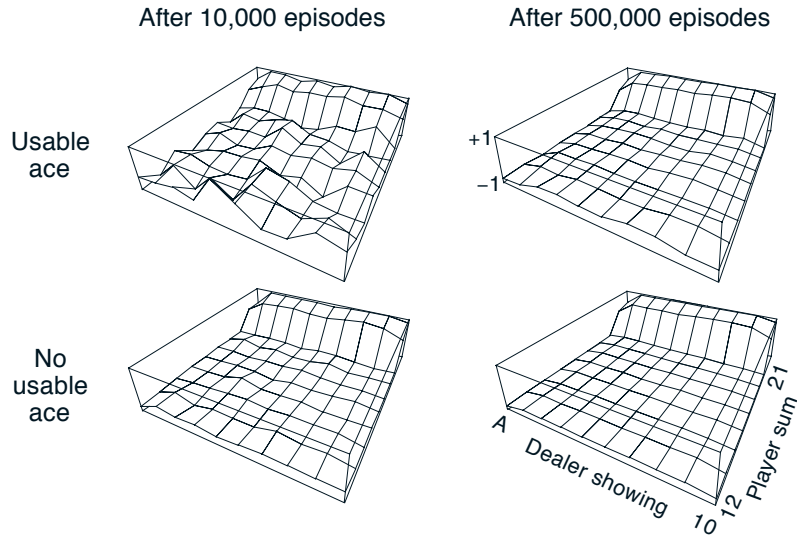 After 10,000 episodes
After 500,000 episodes
Usable
ace
+1
−1
No
usable
ace
A
Dealer showing
10
12
Player sum
21